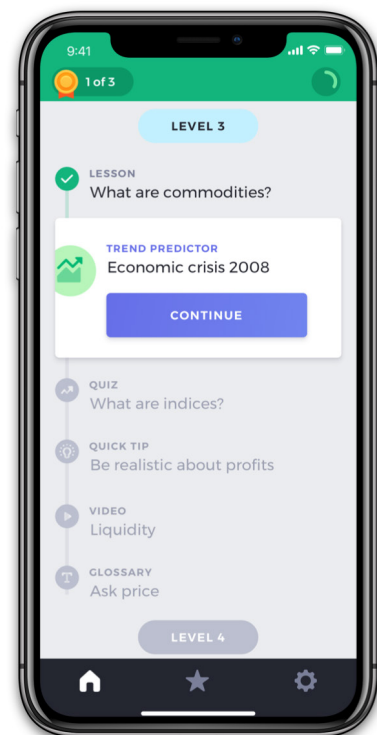 9:41
1 of 3
LEVEL 3
LESSON
What are commodities?
TREND PREDICTOR
Economic crisis 2008
CONTINUE
QUIZ
What are indices?
QUICK TIP
Be realistic about profits
VIDEO
Liquidity
T
GLOSSARY
Ask price
LEVEL 4